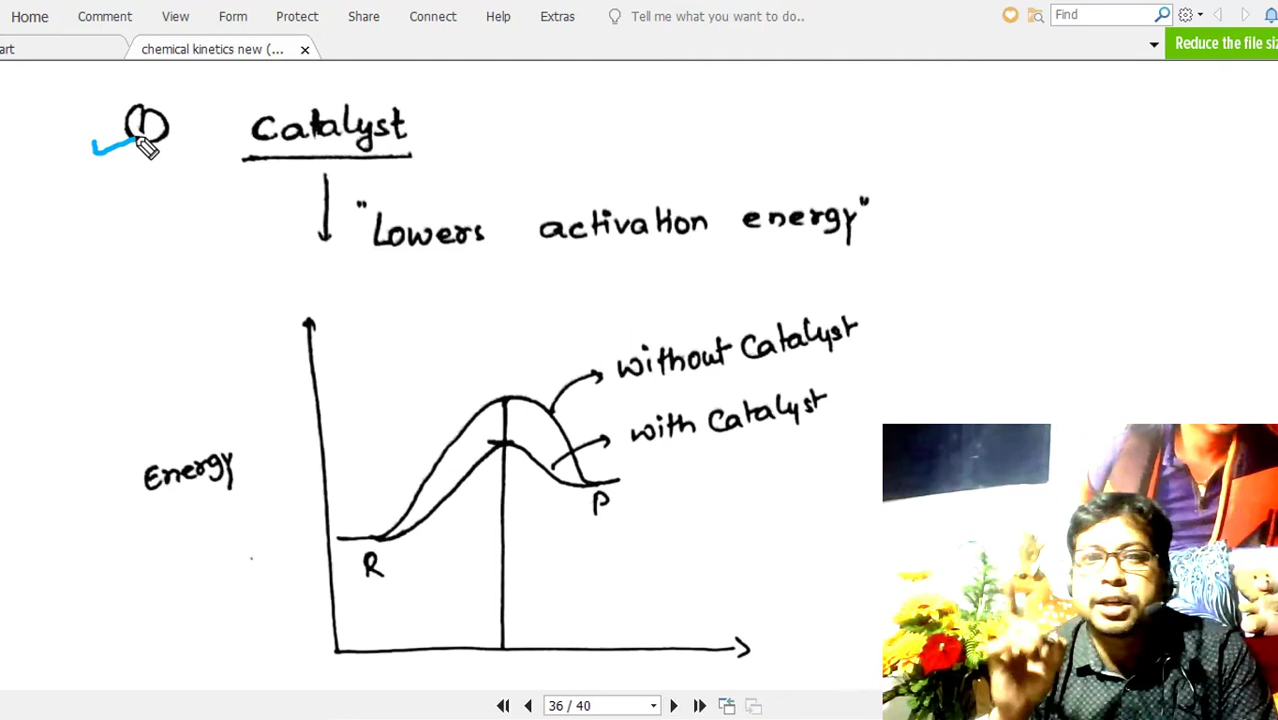 Home Comment View Form Protect Share Connect Help Extras Tell me what you want to do.. Find
art chemical kinetics new (... Reduce the file siz
① Catalyst
"Lowers activation energy"
without Catalyst
with Catalyst
Energy
P
R
36 / 40